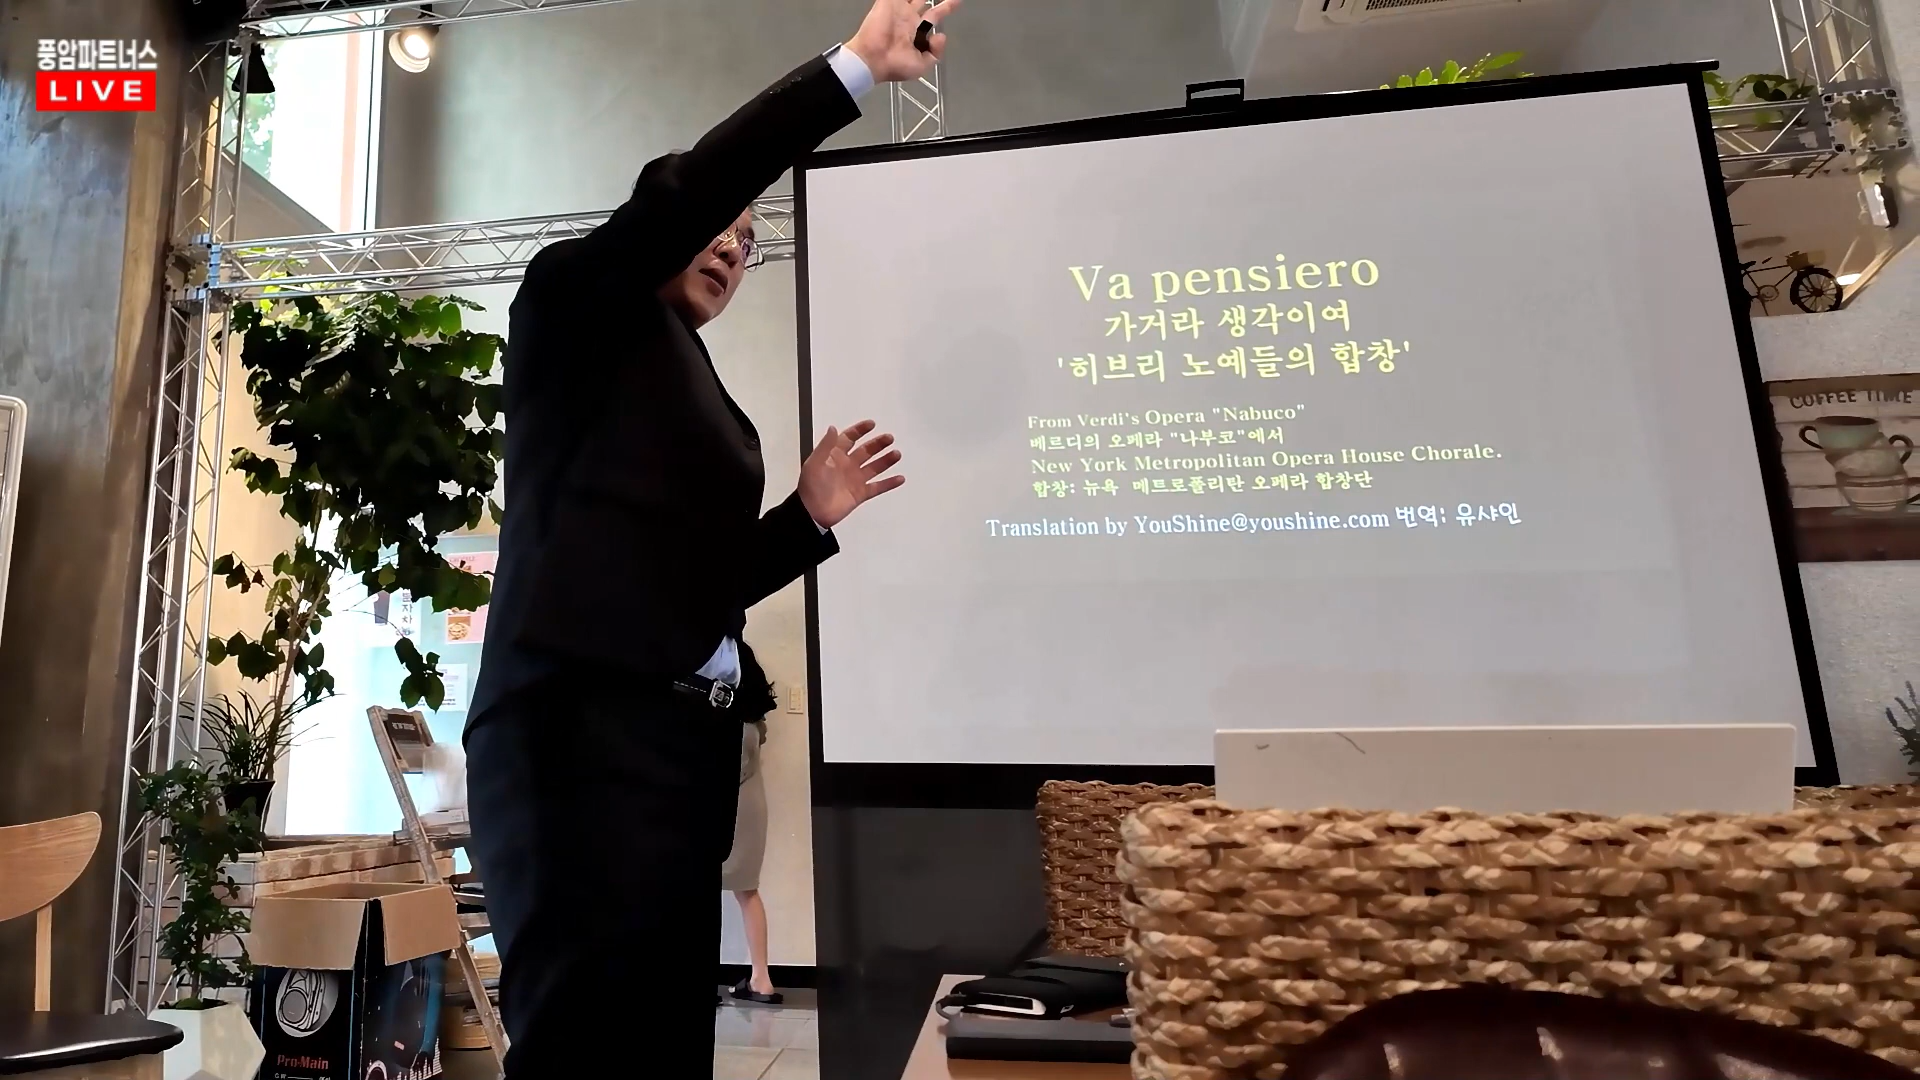 풍암파트너스
LIVE
Va pensiero
가거라 생각이여
'히브리 노예들의 합창'
From Verdi's Opera "Nabuco"
베르디의 오페라 "나부코"에서
New York Metropolitan Opera House Chorale.
합창: 뉴욕 메트로폴리탄 오페라 합창단
Translation by YouShine@youshine.com 번역: 유샤인
COFFEE TIME
Pro-Main